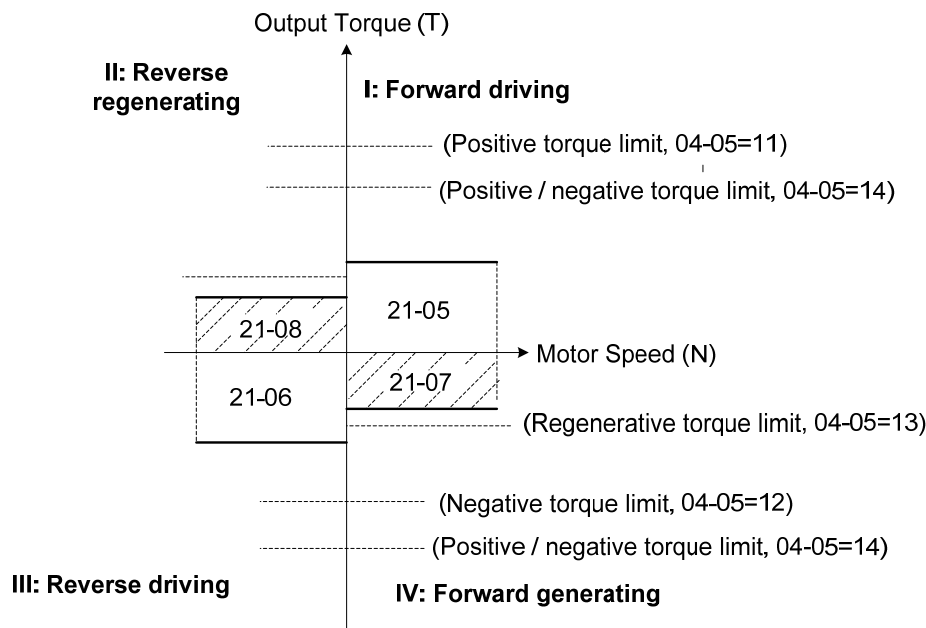 Output Torque (T)
II: Reverse
regenerating
I: Forward driving
(Positive torque limit, 04-05=11)
(Positive / negative torque limit, 04-05=14)
21-05
21-08
Motor Speed (N)
21-07
21-06
(Regenerative torque limit, 04-05=13)
(Negative torque limit, 04-05=12)
(Positive / negative torque limit, 04-05=14)
III: Reverse driving
IV: Forward generating